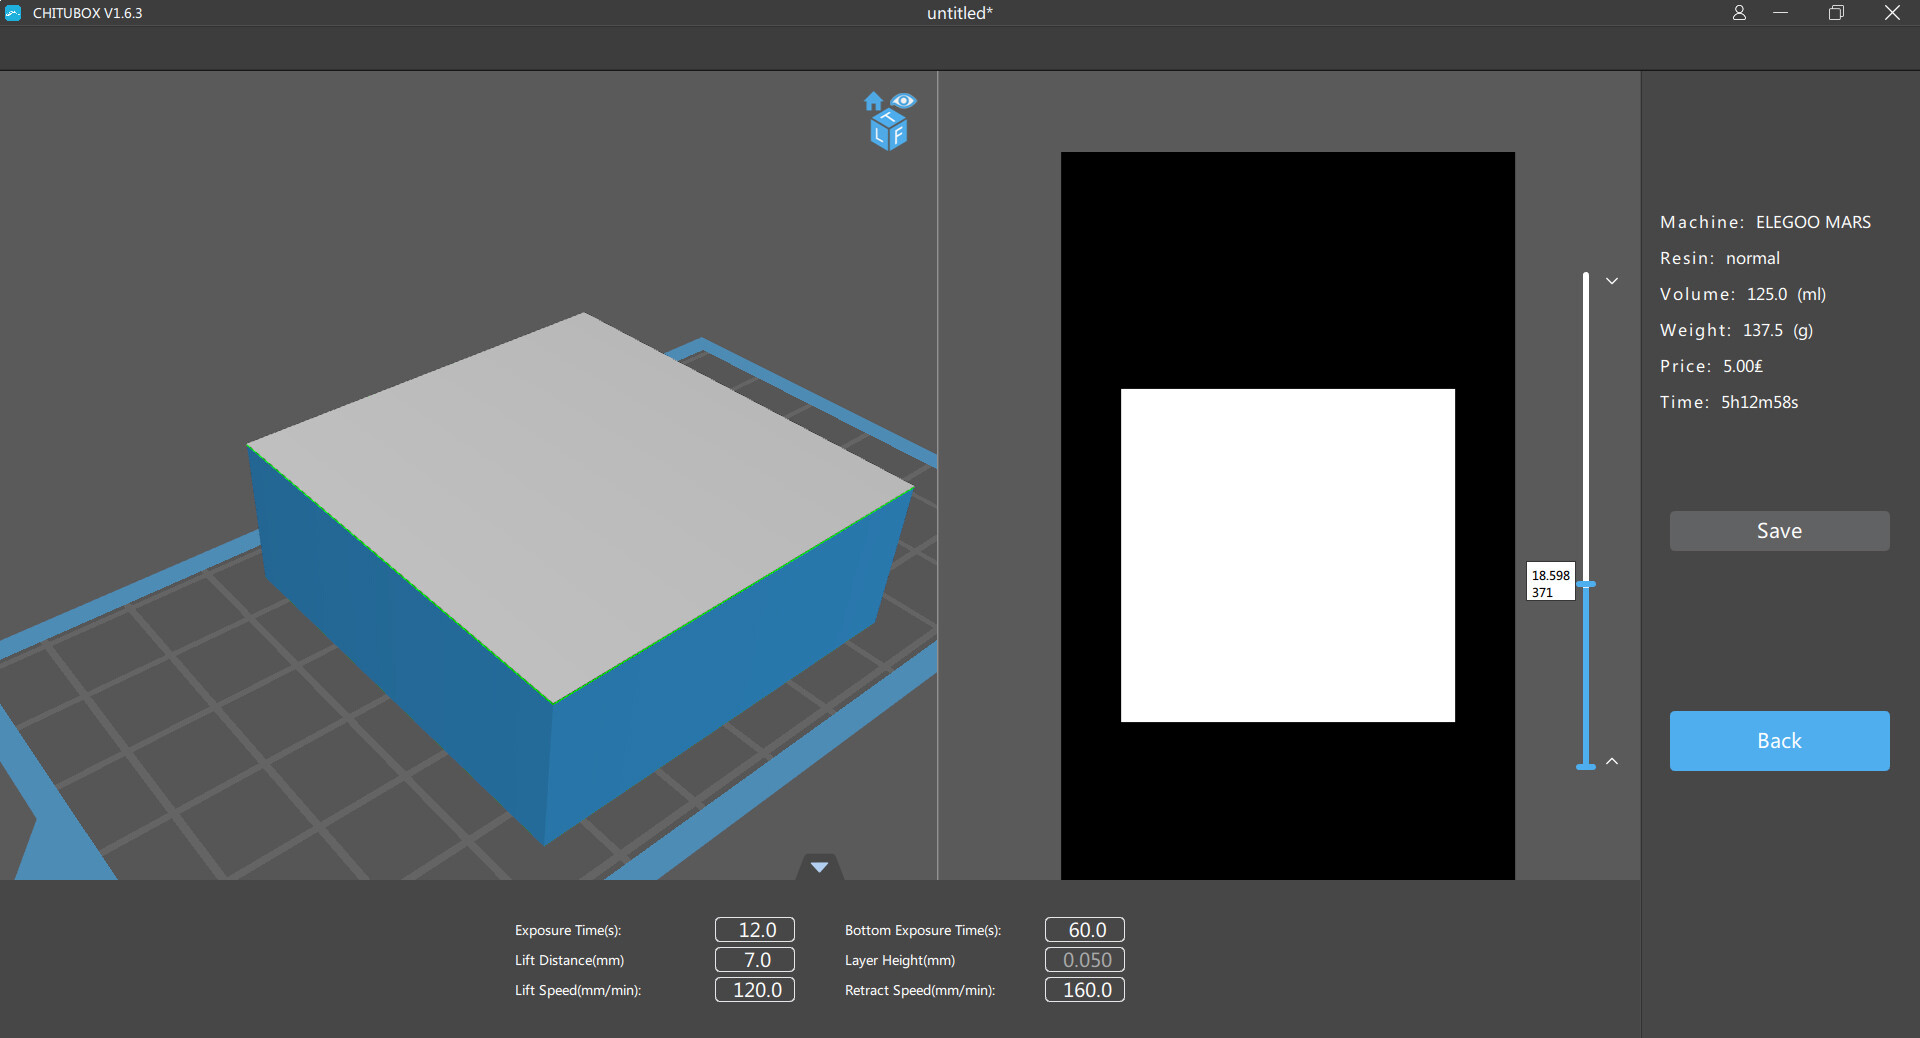 CHITUBOX V1.6.3
untitled*
T
L F
Machine: ELEGOO MARS
Resin: normal
Volume: 125.0 (ml)
Weight: 137.5 (g)
Price: 5.00₤
Time: 5h12m58s
Save
18.598
371
Back
Exposure Time(s): 12.0 Bottom Exposure Time(s): 60.0
Lift Distance(mm) 7.0 Layer Height(mm) 0.050
Lift Speed(mm/min): 120.0 Retract Speed(mm/min): 160.0